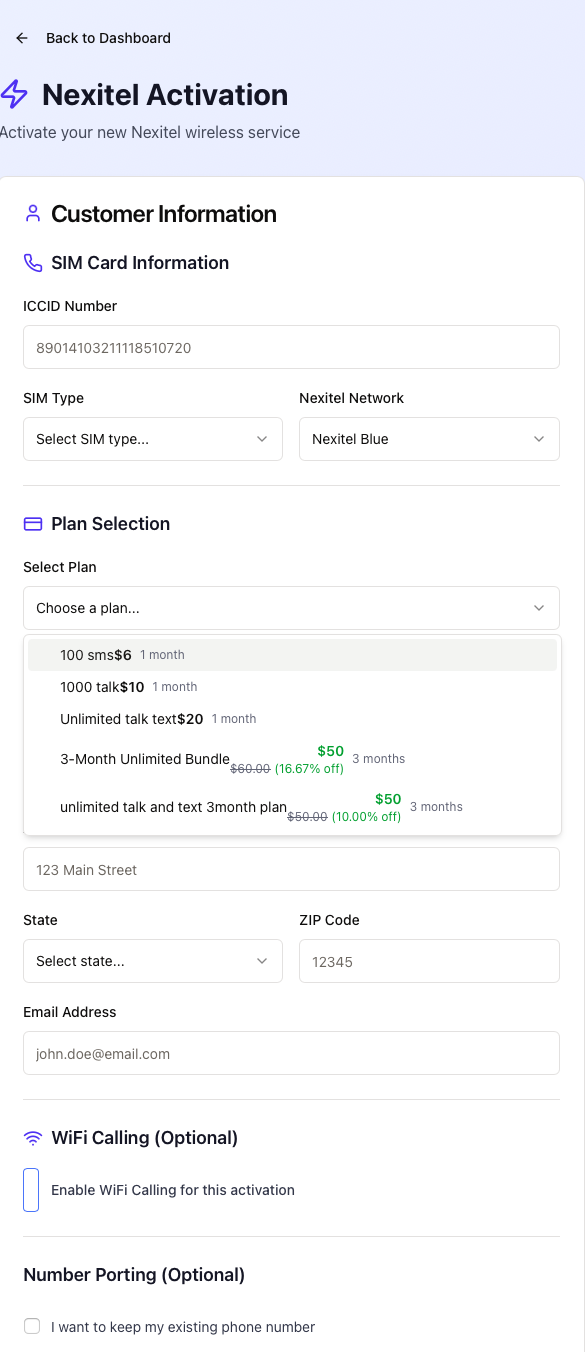 Back to Dashboard
Nexitel Activation
Activate your new Nexitel wireless service
Customer Information
SIM Card Information
ICCID Number
89014103211118510720
SIM Type
Nexitel Network
Select SIM type...
Nexitel Blue
Plan Selection
Select Plan
Choose a plan...
100 sms$6 1 month
1000 talk$10 1 month
Unlimited talk text$20 1 month
3-Month Unlimited Bundle $50 3 months
$60.00 (16.67% off)
unlimited talk and text 3month plan $50 3 months
$50.00 (10.00% off)
123 Main Street
State
ZIP Code
Select state...
12345
Email Address
john.doe@email.com
WiFi Calling (Optional)
Enable WiFi Calling for this activation
Number Porting (Optional)
I want to keep my existing phone number